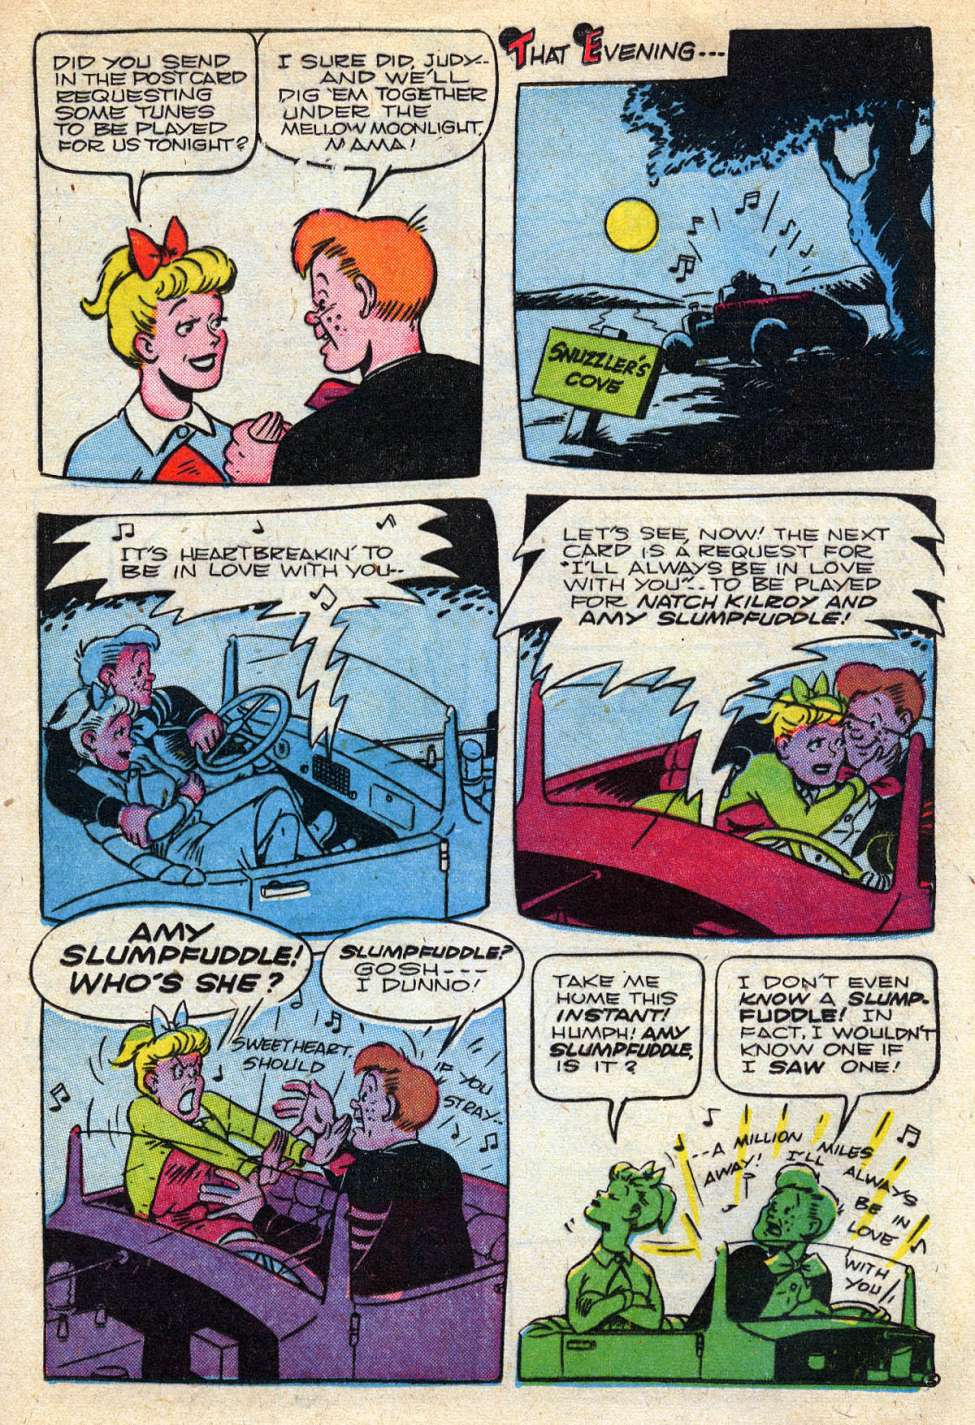 DID YOU SEND
IN THE POSTCARD
REQUESTING
SOME TUNES
TO BE PLAYED
FOR US TONIGHT?
I SURE DID, JUDY-
AND WE'LL
DIG 'EM TOGETHER
UNDER THE
MELLOW MOONLIGHT,
MAMA!
THAT EVENING---
SNUZZLER'S
COVE
IT'S HEARTBREAKIN' TO
BE IN LOVE WITH YOU--
LET'S SEE, NOW! THE NEXT
CARD IS A REQUEST FOR
"I'LL ALWAYS BE IN LOVE
WITH YOU"-- TO BE PLAYED
FOR NATCH KILROY AND
AMY SLUMPFUDDLE!
AMY
SLUMPFUDDLE!
WHO'S SHE?
SLUMPFUDDLE?
GOSH---
I DUNNO!
SWEETHEART,
SHOULD
IF YOU
STRAY--
TAKE ME
HOME THIS
INSTANT!
HUMPH! AMY
SLUMPFUDDLE,
IS IT?
I DON'T EVEN
KNOW A SLUMP-
FUDDLE! IN
FACT, I WOULDN'T
KNOW ONE IF
I SAW ONE!
--A MILLION MILES
AWAY! I'LL ALWAYS
BE IN
LOVE
WITH
YOU